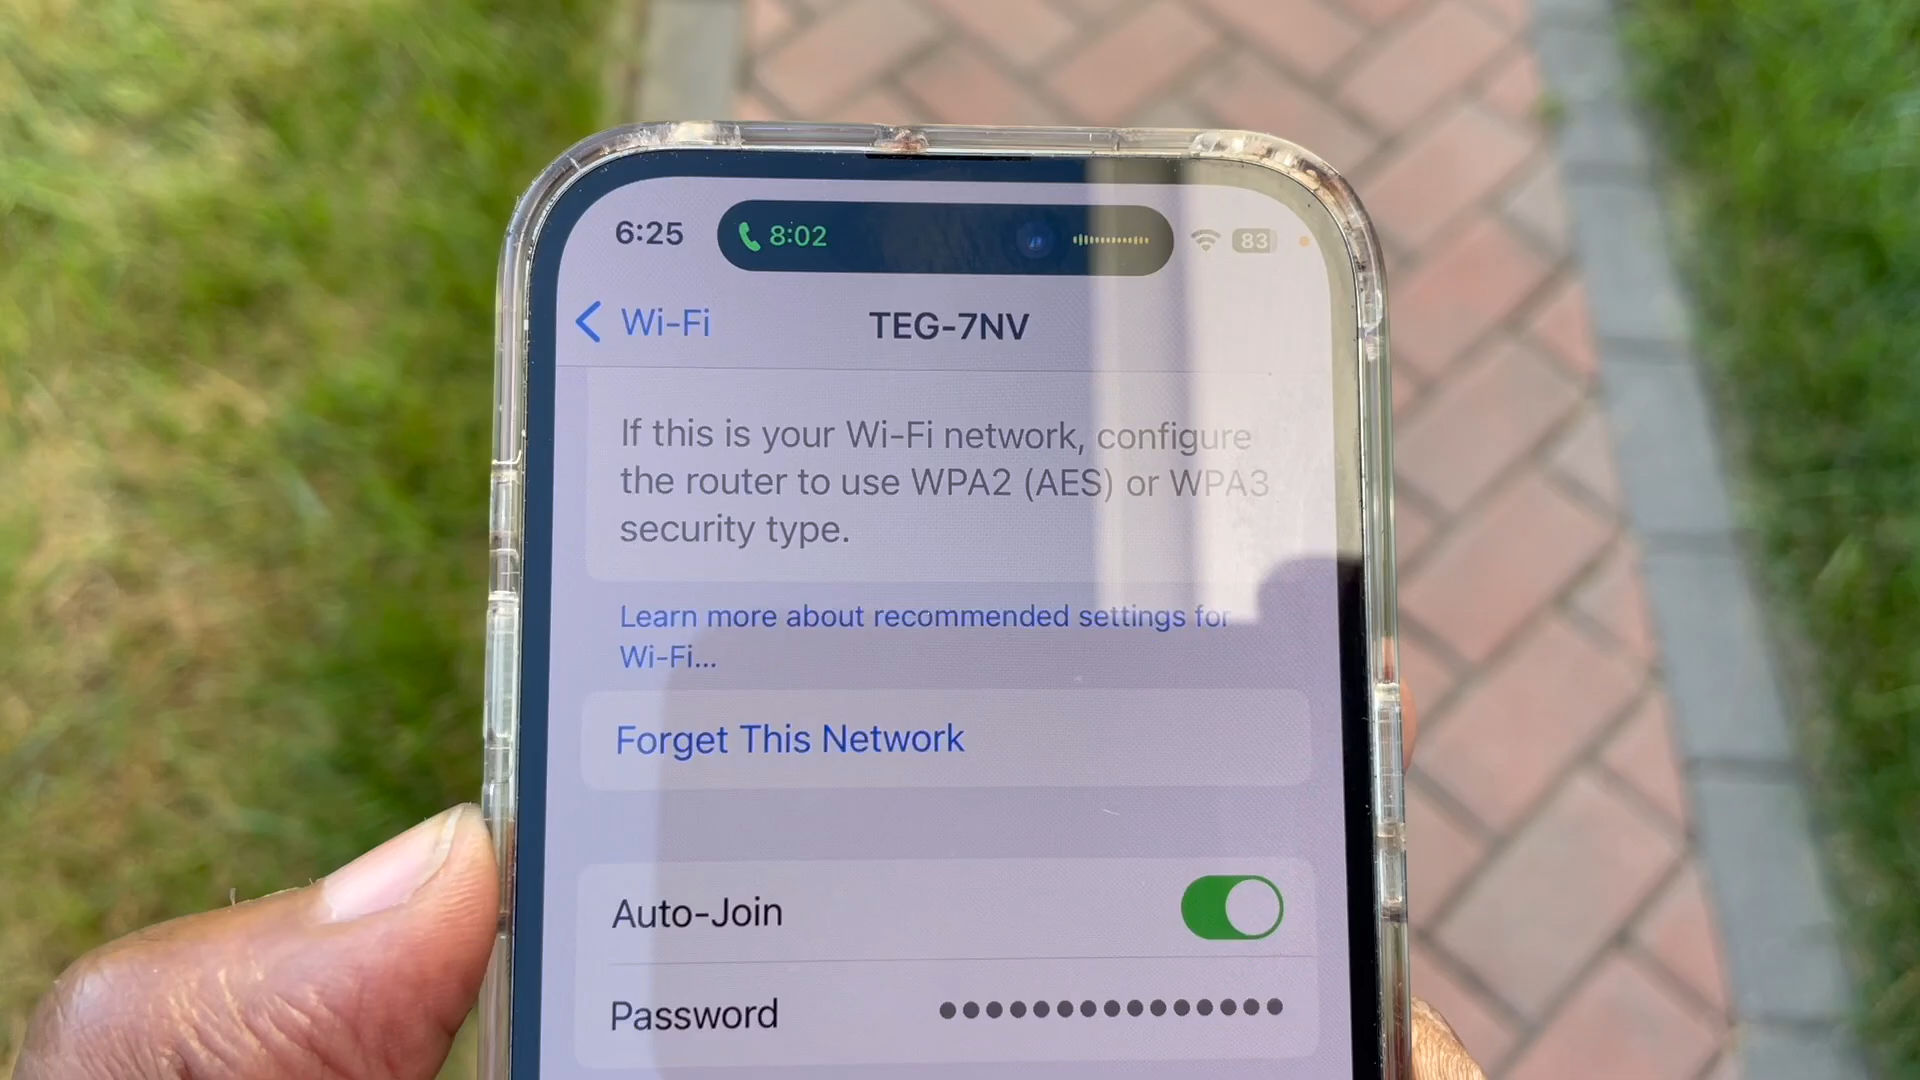 6:25 8:02 83
Wi-Fi TEG-7NV
If this is your Wi-Fi network, configure
the router to use WPA2 (AES) or WPA3
security type.
Learn more about recommended settings for
Wi-Fi...
Forget This Network
Auto-Join
Password ●●●●●●●●●●●●●●●